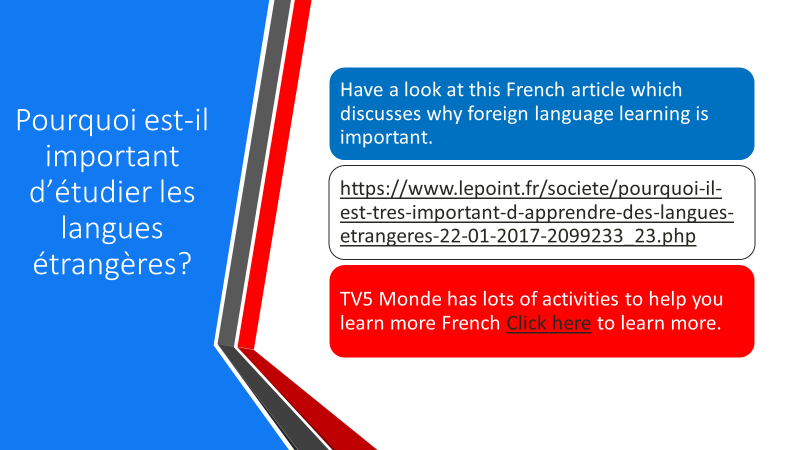 Pourquoi est-il
important
d’étudier les
langues
étrangères?
Have a look at this French article which
discusses why foreign language learning is
important.
https://www.lepoint.fr/societe/pourquoi-il-
est-tres-important-d-apprendre-des-langues-
etrangeres-22-01-2017-2099233_23.php
TV5 Monde has lots of activities to help you
learn more French Click here to learn more.